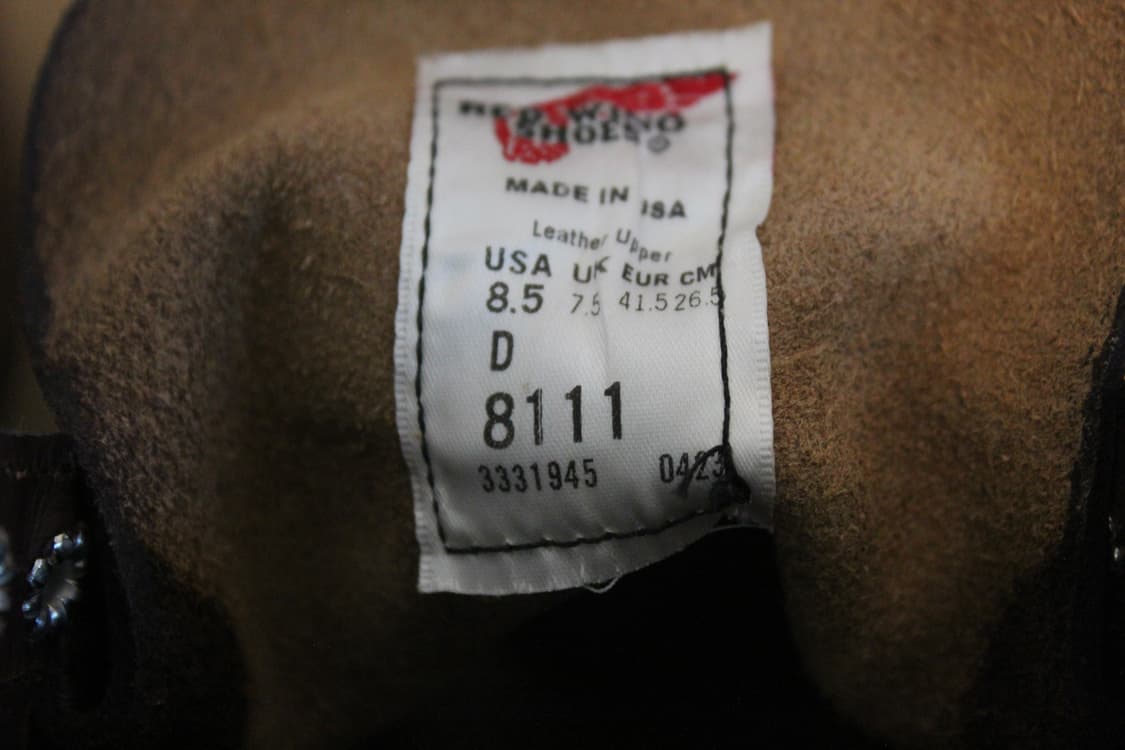 RED WING
SHOES®
MADE IN USA
Leather Upper
USA UK EUR CM
8.5 7.5 41.5 26.5
D
8111
3331945 0423